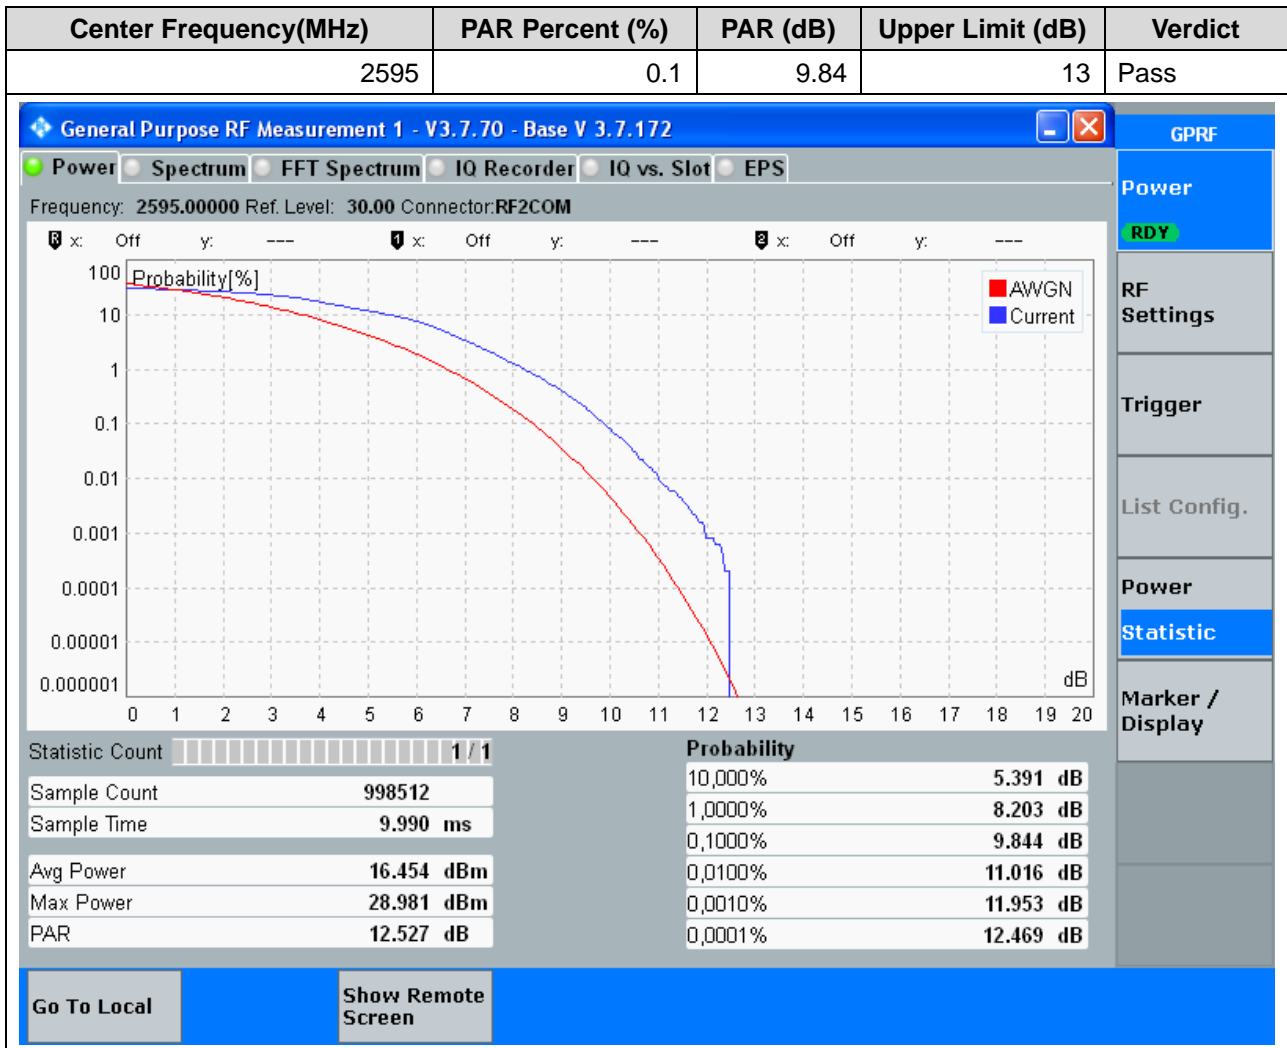 Center Frequency(MHz) PAR Percent (%) PAR (dB) Upper Limit (dB) Verdict
2595 0.1 9.84 13 Pass
General Purpose RF Measurement 1 - V3.7.70 - Base V 3.7.172
GPRF
Power Spectrum FFT Spectrum IQ Recorder IQ vs. Slot EPS
Power
RDY
Frequency: 2595.00000 Ref. Level: 30.00 Connector:RF2COM
R x: Off y: --- 1 x: Off y: --- 2 x: Off y: ---
Probability[%]
AWGN
Current
100
10
1
0.1
0.01
0.001
0.0001
0.00001
0.000001
dB
0 1 2 3 4 5 6 7 8 9 10 11 12 13 14 15 16 17 18 19 20
RF
Settings
Trigger
List Config.
Power
Statistic
Marker /
Display
Statistic Count 1 / 1
Sample Count 998512
Sample Time 9.990 ms
Avg Power 16.454 dBm
Max Power 28.981 dBm
PAR 12.527 dB
Probability
10,000% 5.391 dB
1,0000% 8.203 dB
0,1000% 9.844 dB
0,0100% 11.016 dB
0,0010% 11.953 dB
0,0001% 12.469 dB
Go To Local
Show Remote
Screen